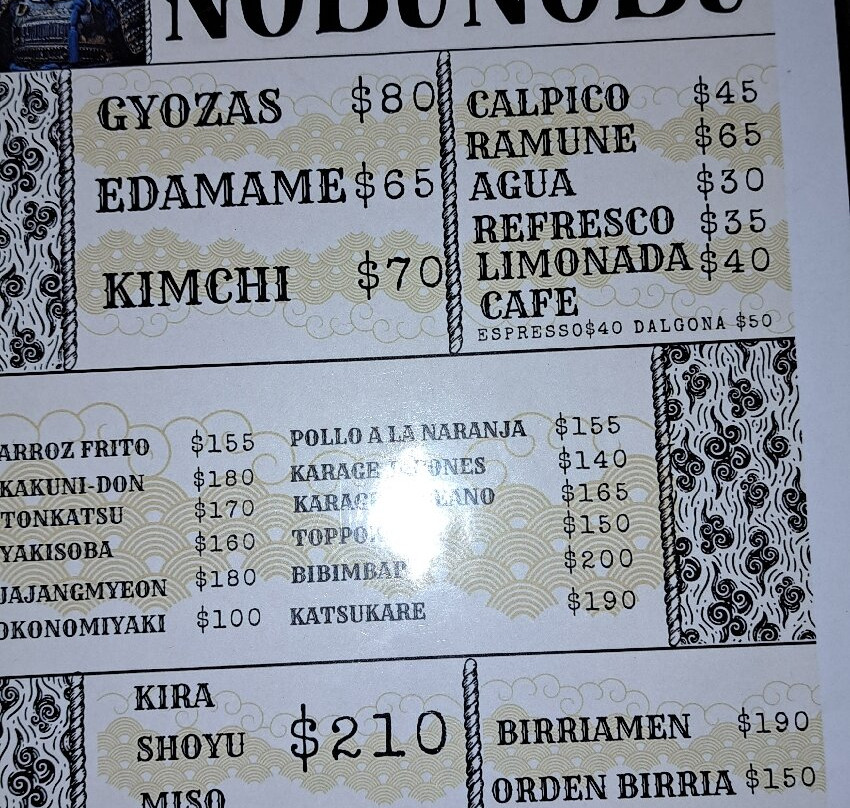 NOBUNOBU
GYOZAS $80
EDAMAME $65
KIMCHI $70
CALPICO $45
RAMUNE $65
AGUA $30
REFRESCO $35
LIMONADA $40
CAFE
ESPRESSO$40 DALGONA $50
ARROZ FRITO $155
KAKUNI-DON $180
TONKATSU $170
YAKISOBA $160
JAJANGMYEON $180
OKONOMIYAKI $100
POLLO A LA NARANJA $155
KARAGE $140
$165
$150
BIBIMBAP $200
KATSUKARE $190
KIRA
SHOYU $210
MISO
BIRRIAMEN $190
ORDEN BIRRIA $150